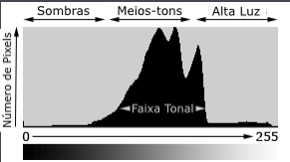 Sombras Meios-tons Alta Luz
Número de Pixels
Faixa Tonal
0 255